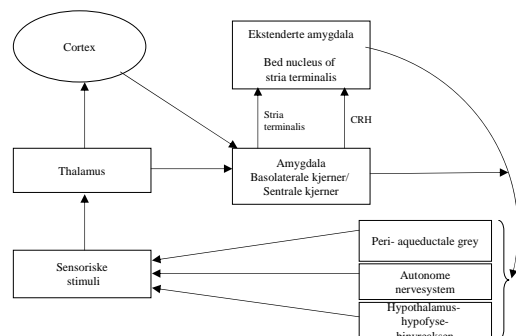 Cortex
Ekstenderte amygdala
Bed nucleus of
stria terminalis
Stria
terminalis
CRH
Thalamus
Amygdala
Basolaterale kjerner/
Sentrale kjerner
Sensoriske
stimuli
Peri- aqueductale grey
Autonome
nervesystem
Hypothalamus-
hypofyse-